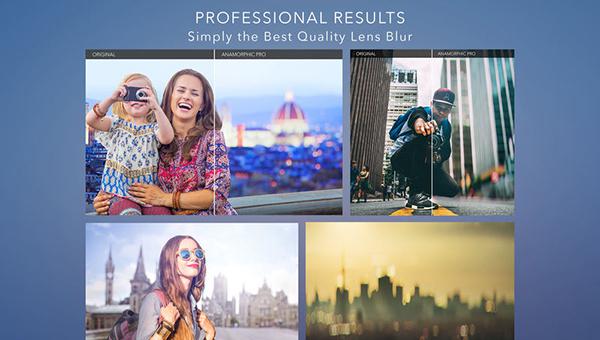 PROFESSIONAL RESULTS
Simply the Best Quality Lens Blur
ORIGINAL
ANAMORPHIC PRO
ORIGINAL
ANAMORPHIC PRO